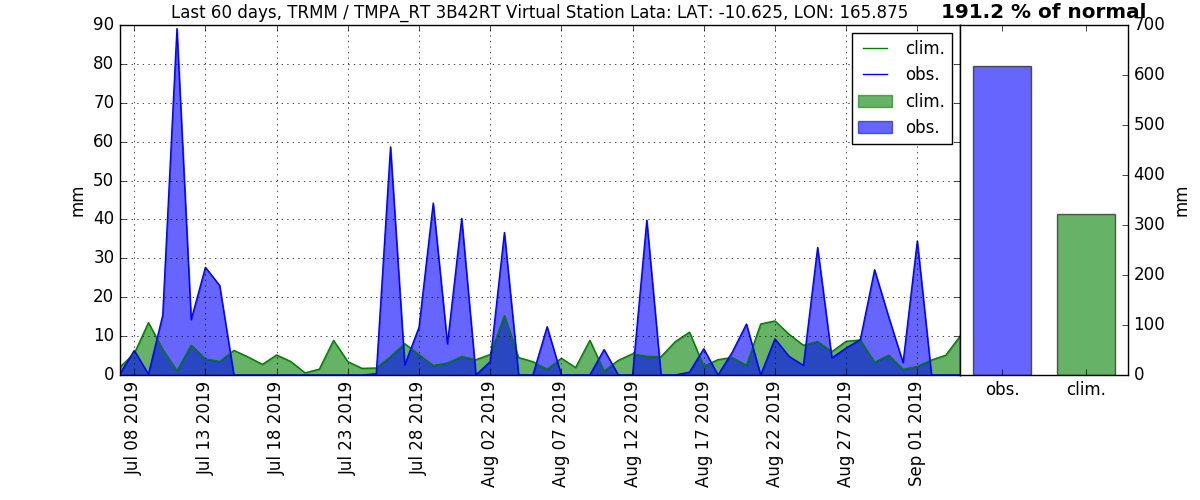 Last 60 days, TRMM / TMPA_RT 3B42RT Virtual Station Lata: LAT: -10.625, LON: 165.875
191.2 % of normal
mm
90
80
70
60
50
40
30
20
10
0
Jul 08 2019
Jul 13 2019
Jul 18 2019
Jul 23 2019
Jul 28 2019
Aug 02 2019
Aug 07 2019
Aug 12 2019
Aug 17 2019
Aug 22 2019
Aug 27 2019
Sep 01 2019
clim.
obs.
clim.
obs.
obs.
clim.
700
600
500
400
300
200
100
0
mm